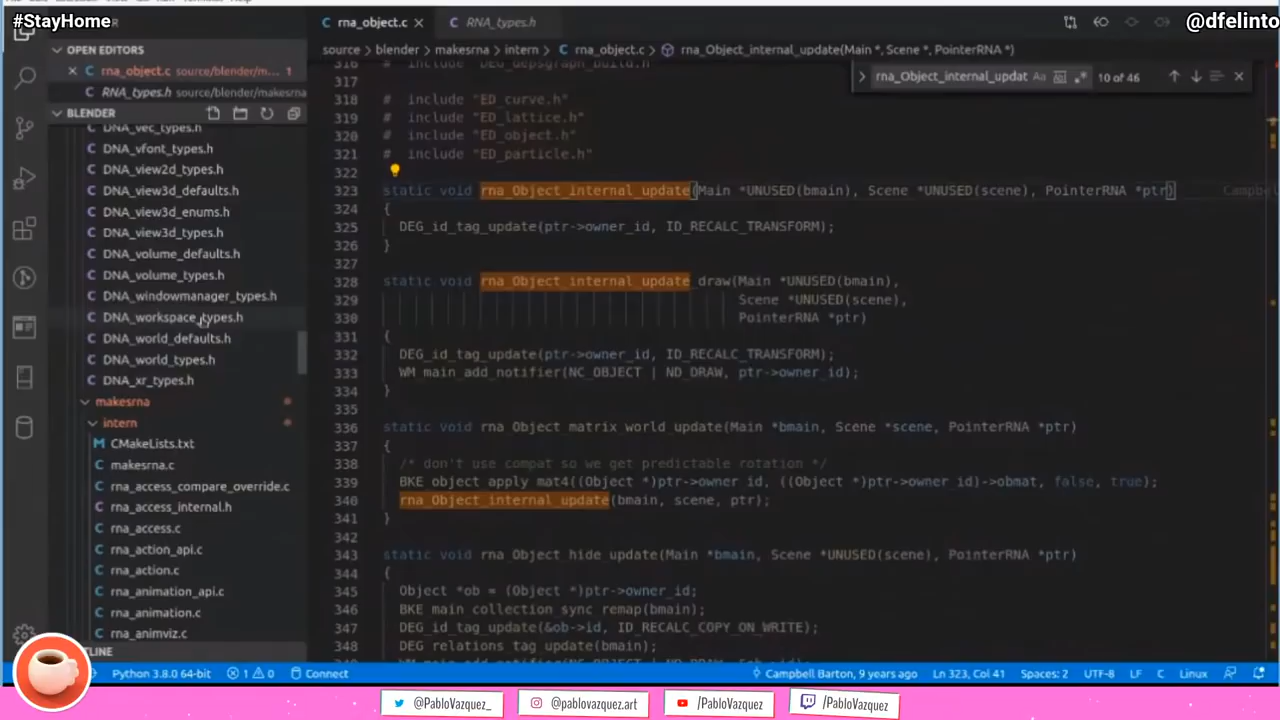 #StayHome
@dfelinto
rna_object.c
RNA_types.h
OPEN EDITORS
rna_object.c source/blender/m... 1
RNA_types.h source/blender/makesrna
BLENDER
DNA_vec_types.h
DNA_vfont_types.h
DNA_view2d_types.h
DNA_view3d_defaults.h
DNA_view3d_enums.h
DNA_view3d_types.h
DNA_volume_defaults.h
DNA_volume_types.h
DNA_windowmanager_types.h
DNA_workspace_types.h
DNA_world_defaults.h
DNA_world_types.h
DNA_xr_types.h
makesrna
intern
CMakeLists.txt
makesrna.c
rna_access_compare_override.c
rna_access_internal.h
rna_access.c
rna_action_api.c
rna_action.c
rna_animation_api.c
rna_animation.c
rna_animviz.c
TLINE
source > blender > makesrna > intern > rna_object.c > rna_Object_internal_update(Main *, Scene *, PointerRNA *)
rna_Object_internal_updat Aa 10 of 46
316 # include "DEG_depsgraph_build.h"
317
318 # include "ED_curve.h"
319 # include "ED_lattice.h"
320 # include "ED_object.h"
321 # include "ED_particle.h"
322
323 static void rna_Object_internal_update(Main *UNUSED(bmain), Scene *UNUSED(scene), PointerRNA *ptr) Campbel
324 {
325 DEG_id_tag_update(ptr->owner_id, ID_RECALC_TRANSFORM);
326 }
327
328 static void rna_Object_internal_update_draw(Main *UNUSED(bmain),
329 Scene *UNUSED(scene),
330 PointerRNA *ptr)
331 {
332 DEG_id_tag_update(ptr->owner_id, ID_RECALC_TRANSFORM);
333 WM_main_add_notifier(NC_OBJECT | ND_DRAW, ptr->owner_id);
334 }
335
336 static void rna_Object_matrix_world_update(Main *bmain, Scene *scene, PointerRNA *ptr)
337 {
338 /* don't use compat so we get predictable rotation */
339 BKE_object_apply_mat4((Object *)ptr->owner_id, ((Object *)ptr->owner_id)->obmat, false, true);
340 rna_Object_internal_update(bmain, scene, ptr);
341 }
342
343 static void rna_Object_hide_update(Main *bmain, Scene *UNUSED(scene), PointerRNA *ptr)
344 {
345 Object *ob = (Object *)ptr->owner_id;
346 BKE_main_collection_sync_remap(bmain);
347 DEG_id_tag_update(&ob->id, ID_RECALC_COPY_ON_WRITE);
348 DEG_relations_tag_update(bmain);
Python 3.8.0 64-bit 1 0 Connect Campbell Barton, 9 years ago Ln 323, Col 41 Spaces: 2 UTF-8 LF C Linux
@PabloVazquez_ @pablovazquez.art /PabloVazquez /PabloVazquez